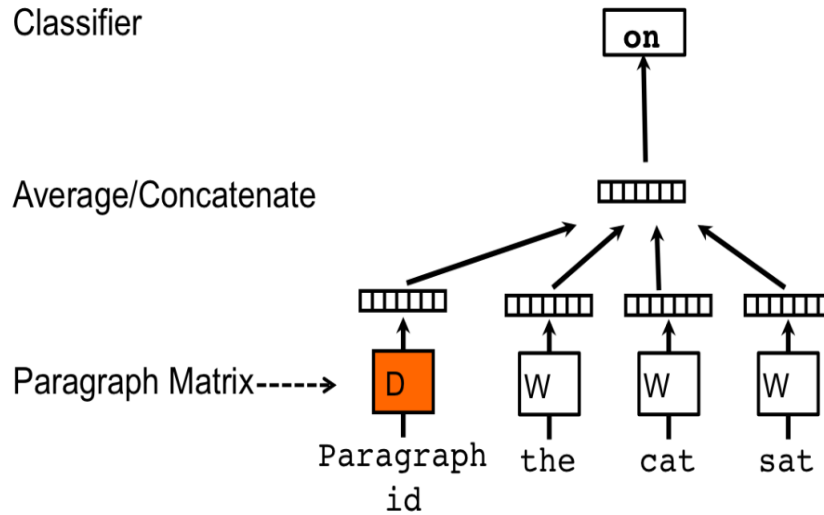 Classifier
on
Average/Concatenate
Paragraph Matrix
D
W
W
W
Paragraph
id
the
cat
sat